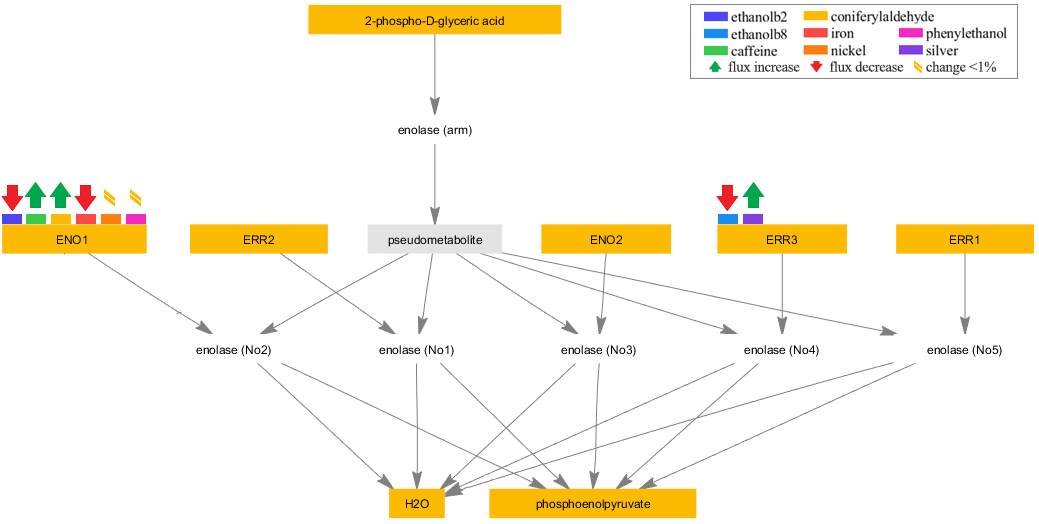 2-phospho-D-glyceric acid
ethanolb2
coniferylaldehyde
ethanolb8
iron
phenylethanol
caffeine
nickel
silver
flux increase
flux decrease
change <1%
enolase (arm)
ENO1
ERR2
pseudometabolite
ENO2
ERR3
ERR1
enolase (No2)
enolase (No1)
enolase (No3)
enolase (No4)
enolase (No5)
H2O
phosphoenolpyruvate